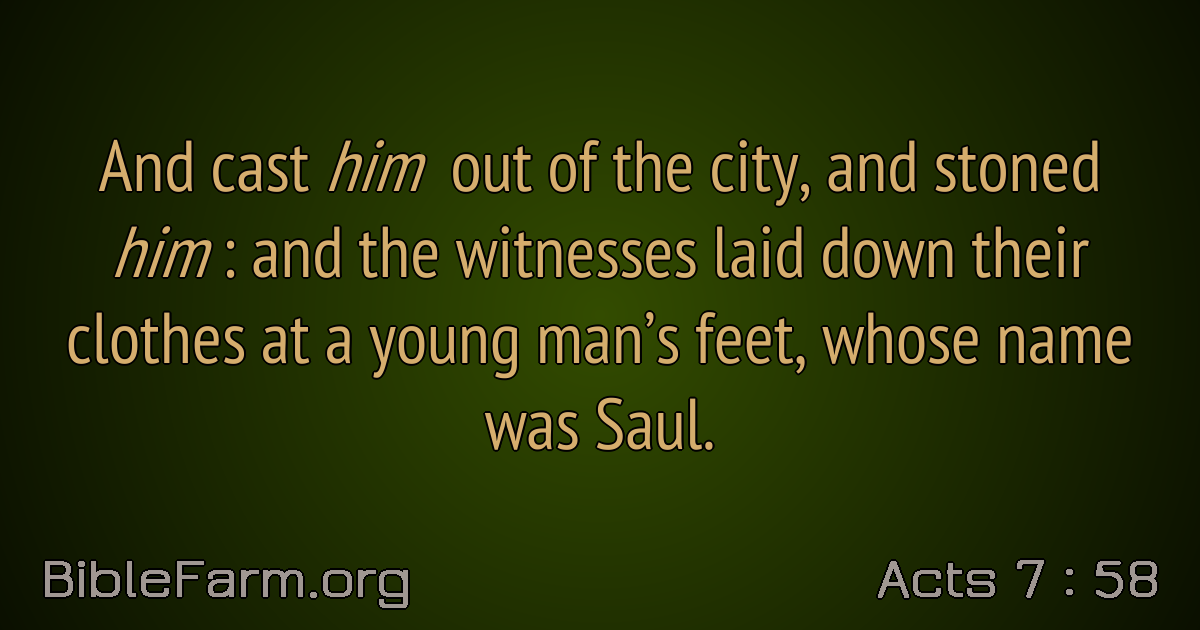 And cast him out of the city, and stoned
him : and the witnesses laid down their
clothes at a young man’s feet, whose name
was Saul.
BibleFarm.org
Acts 7 : 58